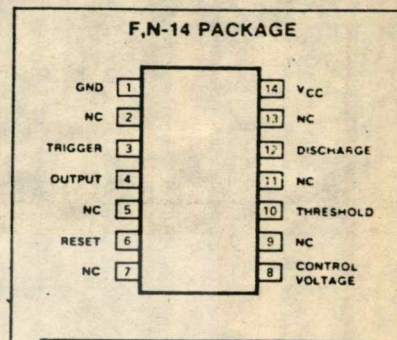 F,N-14 PACKAGE
GND 1
NC 2
TRIGGER 3
OUTPUT 4
NC 5
RESET 6
NC 7
14 VCC
13 NC
12 DISCHARGE
11 NC
10 THRESHOLD
9 NC
8 CONTROL
VOLTAGE